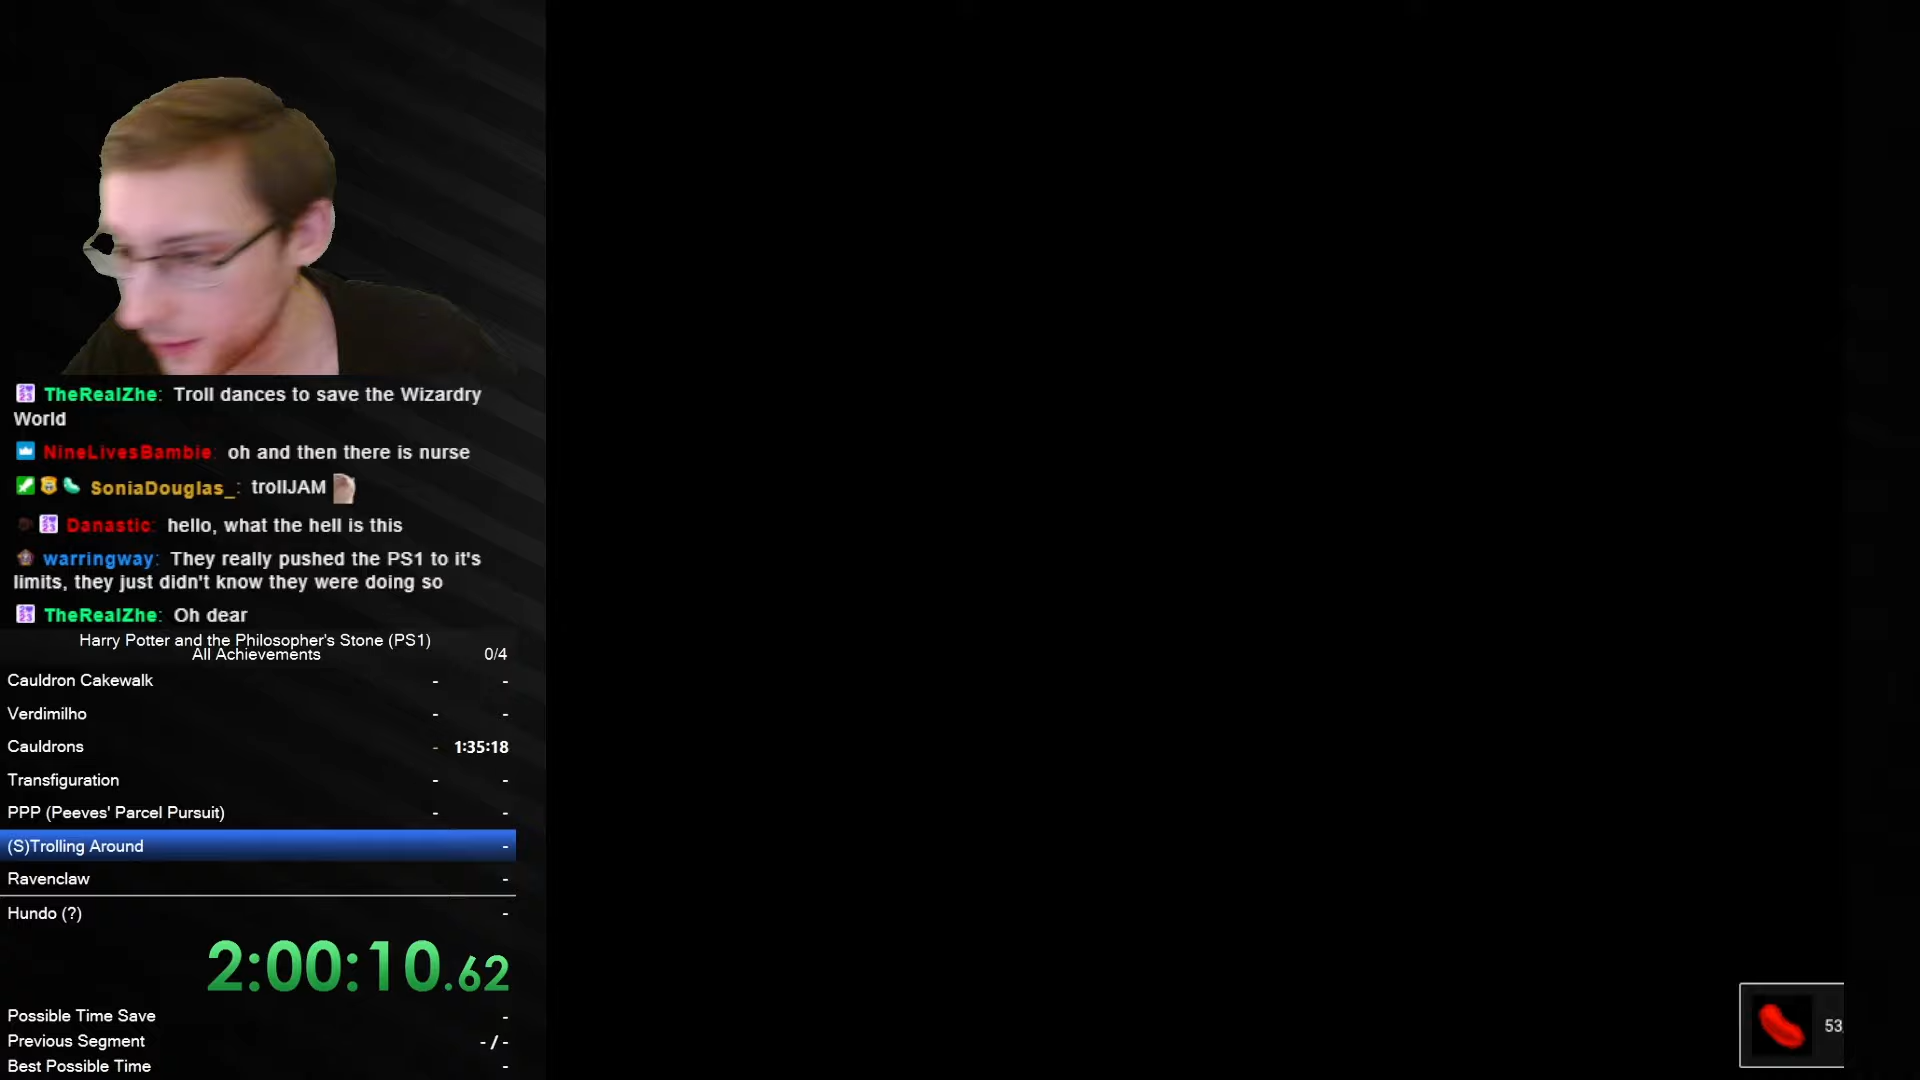 TheRealZhe: Troll dances to save the Wizardry
World
NineLivesBambie: oh and then there is nurse
SoniaDouglas_: trollJAM
Danastic: hello, what the hell is this
warringway: They really pushed the PS1 to it's
limits, they just didn't know they were doing so
TheRealZhe: Oh dear
Harry Potter and the Philosopher's Stone (PS1)
All Achievements 0/4
Cauldron Cakewalk - -
Verdimilho - -
Cauldrons - 1:35:18
Transfiguration - -
PPP (Peeves' Parcel Pursuit) - -
(S)Trolling Around -
Ravenclaw -
Hundo (?) -
2:00:10.62
Possible Time Save -
Previous Segment - / -
Best Possible Time -
53